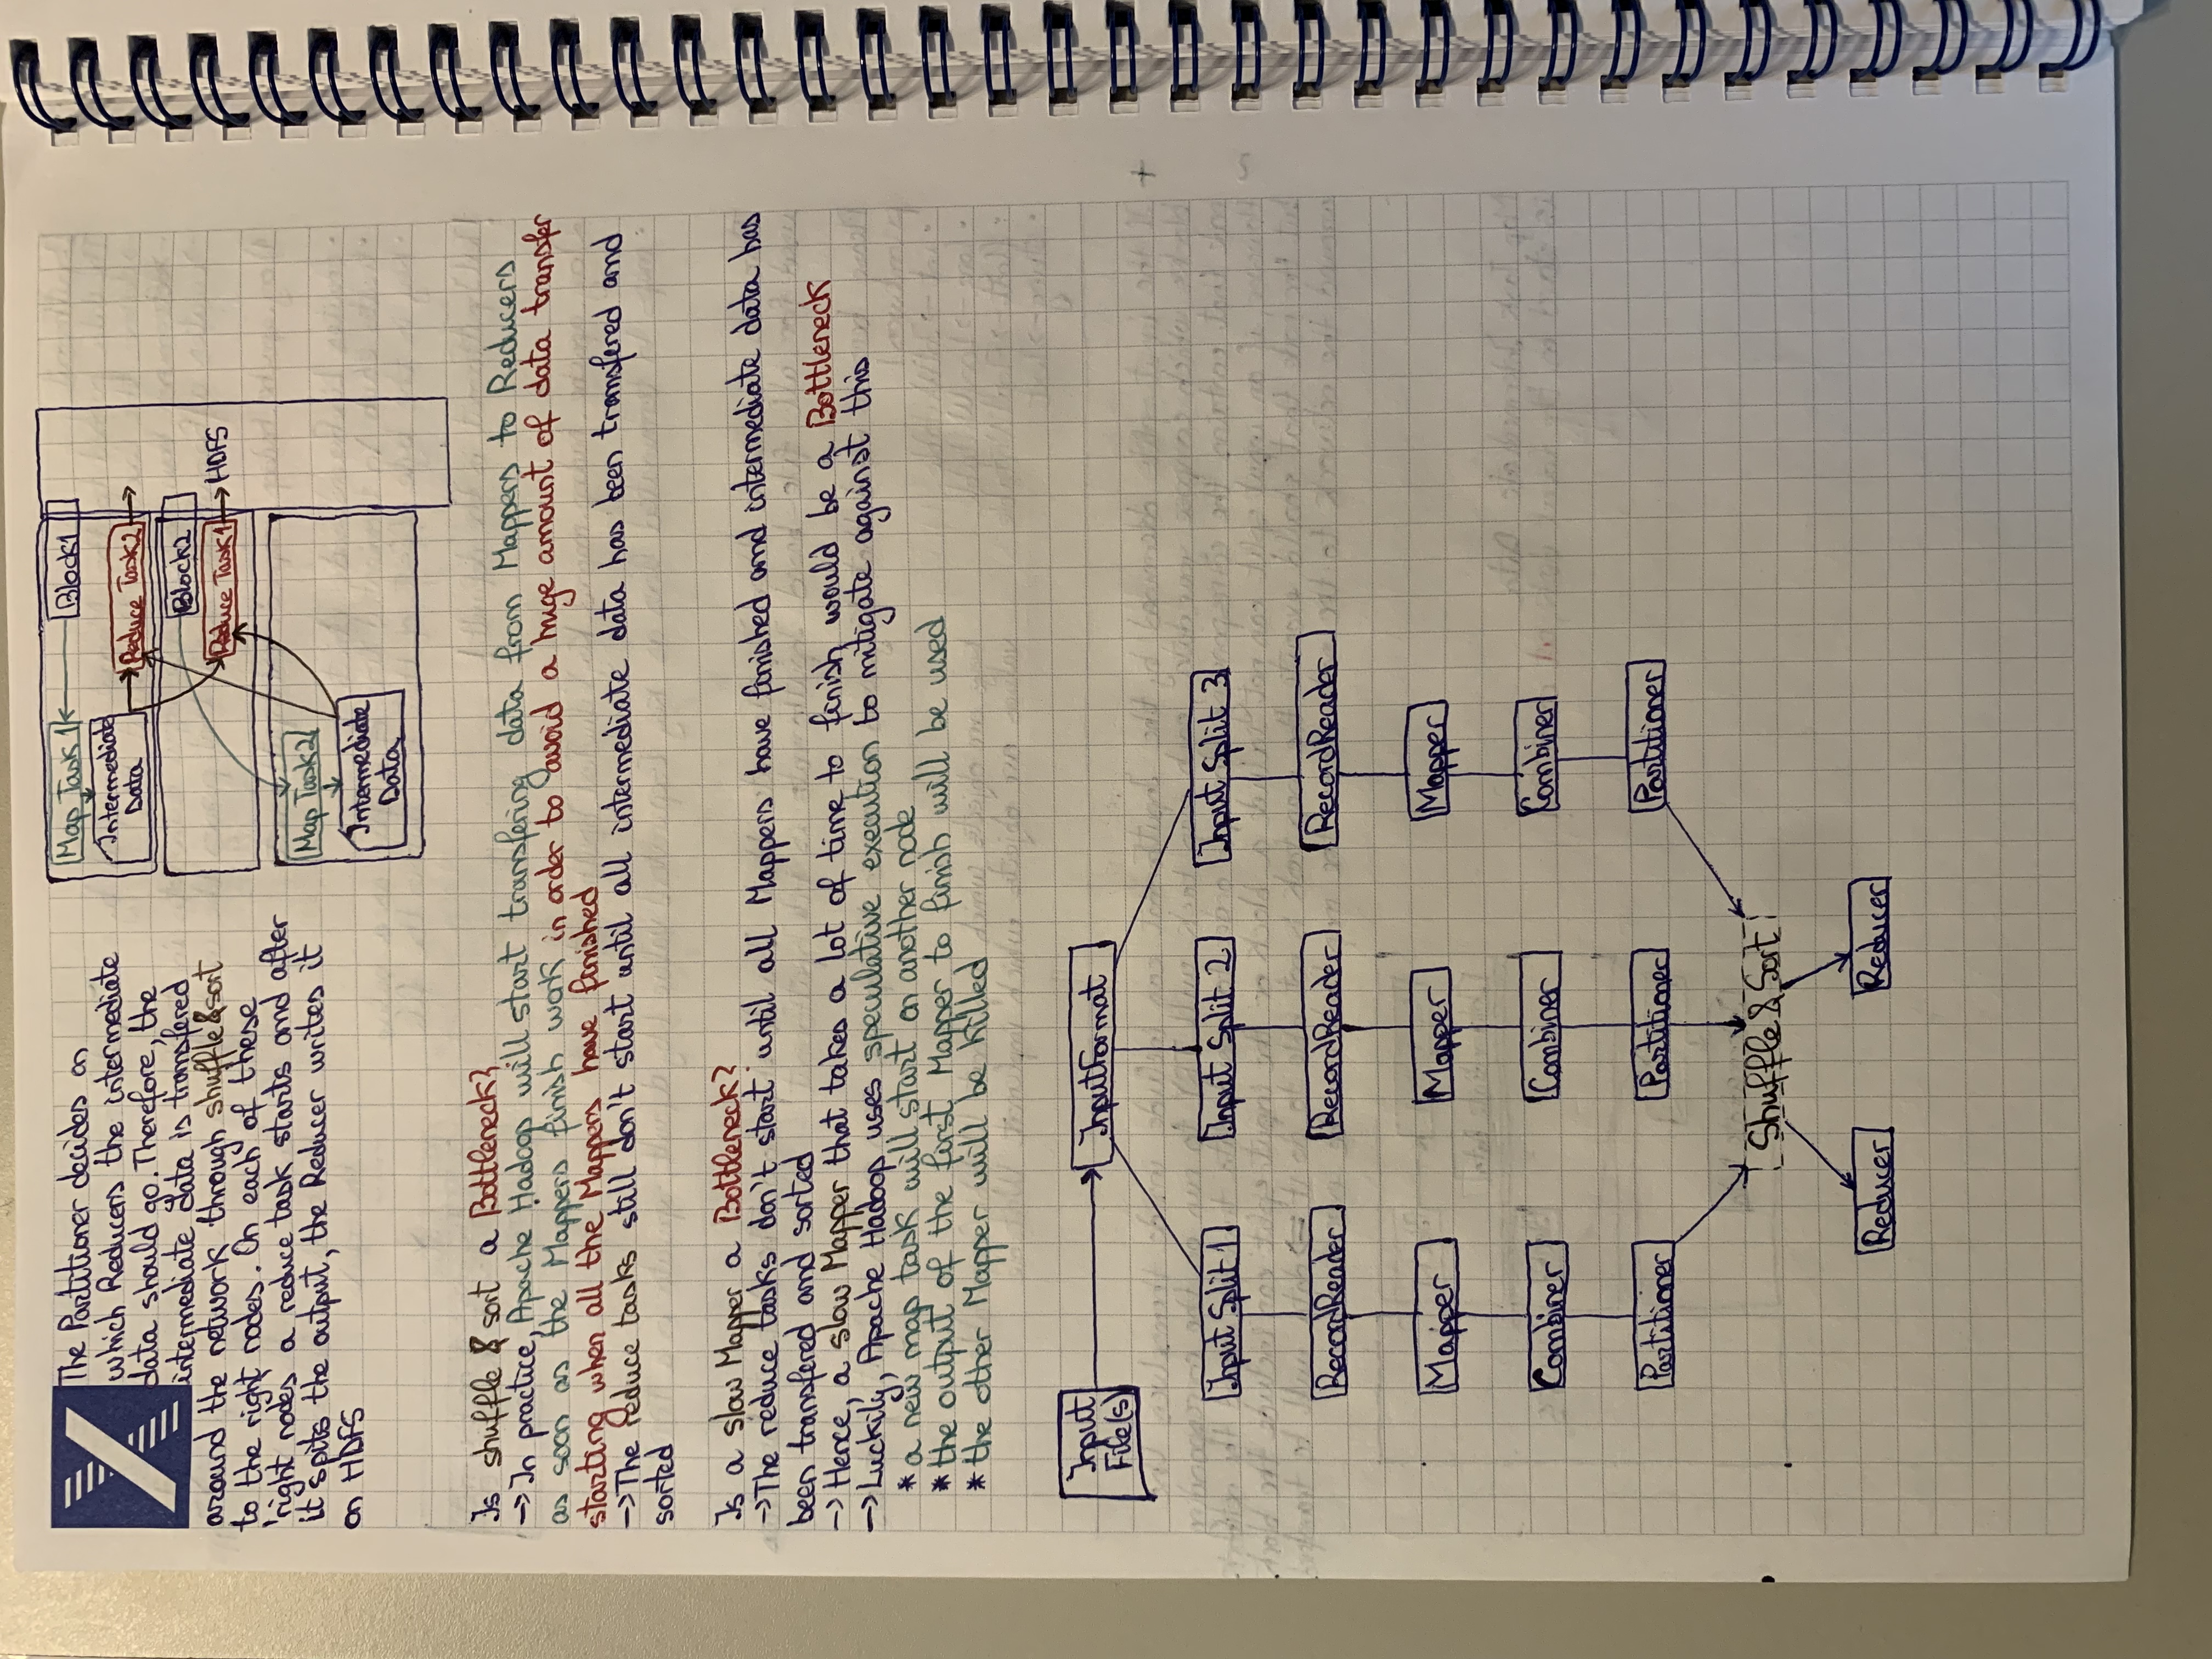 The Partitioner decides on
which Reducers the intermediate
data should go. Therefore, the
intermediate data is transfered
around the network through shuffle & sort
to the right nodes. On each of these
'right nodes a reduce task starts and after
it spits the output, the Reducer writes it
on HDFS
Map Task 1
Block1
Intermediate
Data
Reduce Task2
Block2
Reduce Task1
HDFS
Map Task2
Intermediate
Data
Is shuffle & sort a Bottleneck?
-> In practice, Apache Hadoop will start transfering data from Mappers to Reducers
as soon as the Mappers finish work in order to avoid a huge amount of data transfer
starting when all the Mappers have finished
-> The reduce tasks still don't start until all intermediate data has been transfered and
sorted
Is a slow Mapper a Bottleneck?
-> The reduce tasks don't start until all Mappers have finished and intermediate data has
been transfered and sorted
-> Hence, a slow Mapper that takes a lot of time to finish would be a Bottleneck
-> Luckily, Apache Hadoop uses speculative execution to mitigate against this
* a new map task will start on another node
* the output of the first Mapper to finish will be used
* the other Mapper will be killed
Input
File(s)
InputFormat
Input Split 1
Input Split 2
Input Split 3
RecordReader
RecordReader
RecordReader
Mapper
Mapper
Mapper
Combiner
Combiner
Combiner
Partitioner
Partitioner
Partitioner
Shuffle & Sort
Reducer
Reducer